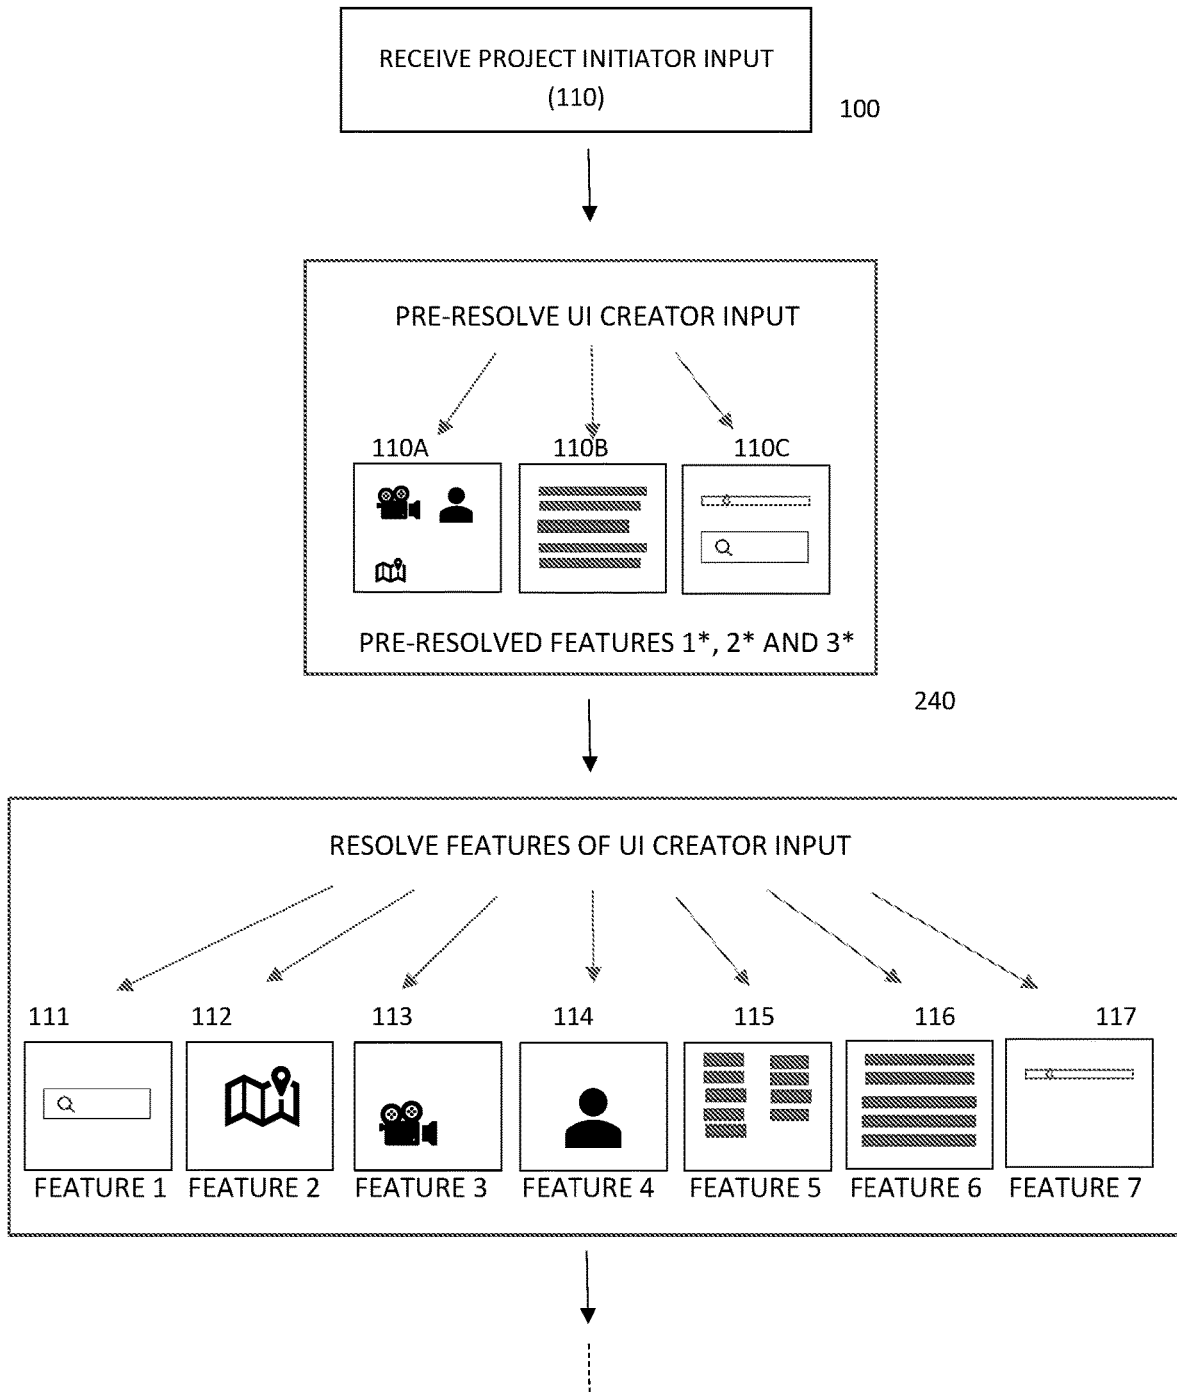 RECEIVE PROJECT INITIATOR INPUT
(110)
100
PRE-RESOLVE UI CREATOR INPUT
110A 110B 110C
PRE-RESOLVED FEATURES 1*, 2* AND 3*
240
RESOLVE FEATURES OF UI CREATOR INPUT
111 112 113 114 115 116 117
FEATURE 1 FEATURE 2 FEATURE 3 FEATURE 4 FEATURE 5 FEATURE 6 FEATURE 7